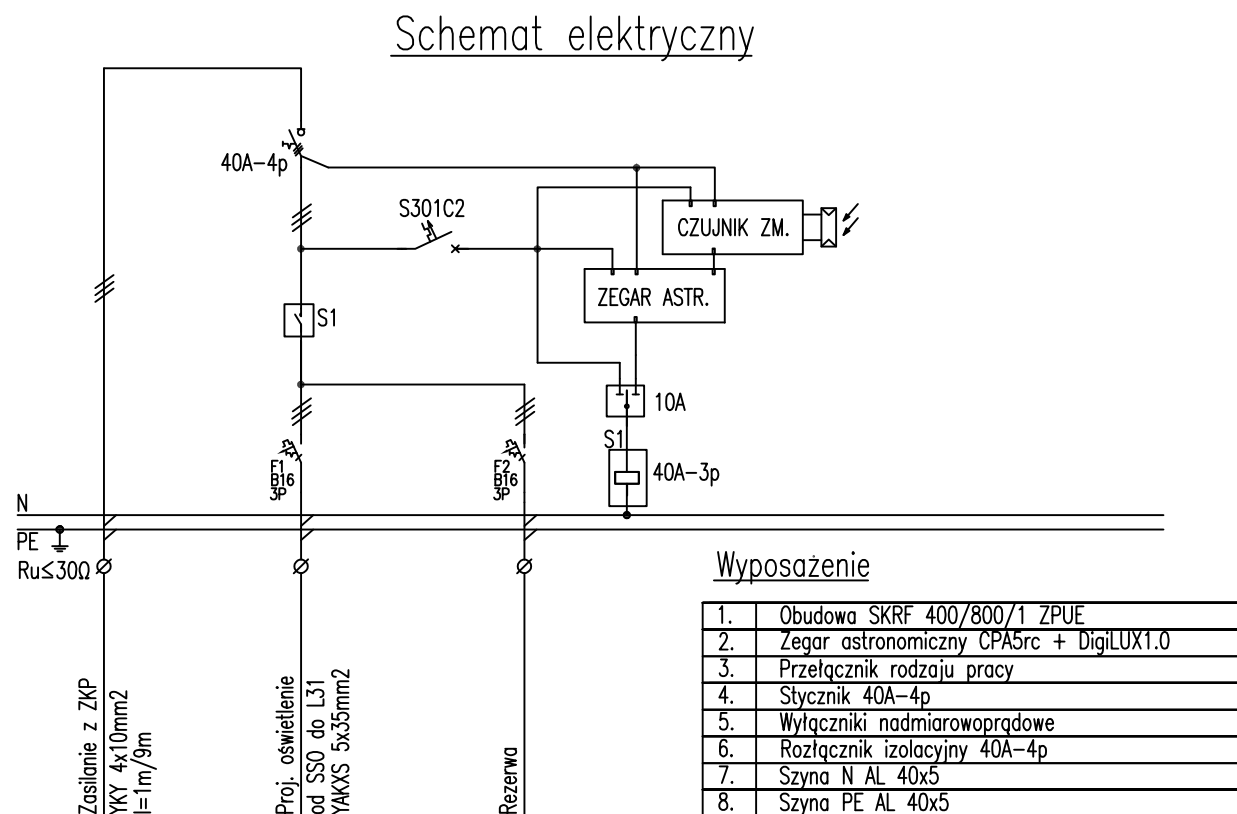 Schemat elektryczny
40A-4p
S301C2
CZUJNIK ZM.
ZEGAR ASTR.
S1
10A
S1
40A-3p
F1
B16
3P
F2
B16
3P
N
PE
Ru≤30Ω
Zasilanie z ZKP
YKY 4x10mm2
l=1m/9m
Proj. oświetlenie
od SSO do L31
YAKXS 5x35mm2
Rezerwa
Wyposażenie
1. Obudowa SKRF 400/800/1 ZPUE
2. Zegar astronomiczny CPA5rc + DigiLUX1.0
3. Przełącznik rodzaju pracy
4. Stycznik 40A-4p
5. Wyłączniki nadmiarowoprądowe
6. Rozłącznik izolacyjny 40A-4p
7. Szyna N AL 40x5
8. Szyna PE AL 40x5